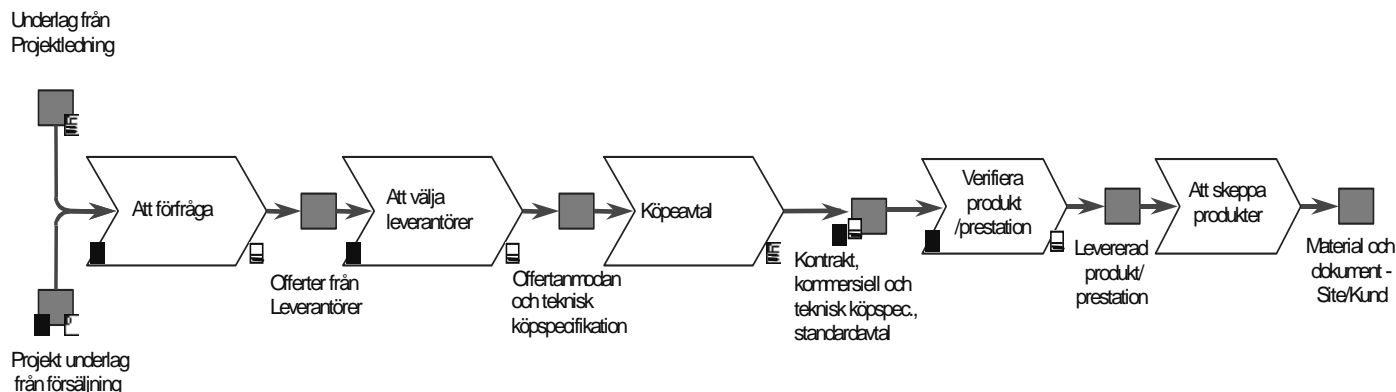 Underlag från
Projektledning
Att förfråga
Offerter från
Leverantörer
Att välja
leverantörer
Offertanmodan
och teknisk
köpspecifikation
Köpeavtal
Kontrakt,
kommersiell och
teknisk köpspec.,
standardavtal
Verifiera
produkt
/prestation
Levererad
produkt/
prestation
Att skeppa
produkter
Material och
dokument -
Site/Kund
Projekt underlag
från försäljning